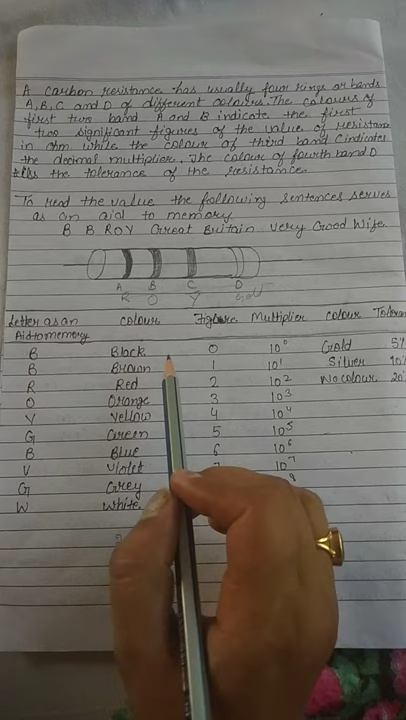 A carbon resistance has usually four rings or bands
A, B, C and D of different colours. The colours of
first two band A and B indicate the first
two significant figures of the value of resistance
in ohm while the colour of third band C indicates
the decimal multiplier. The colour of fourth band D
tells the tolerance of the resistance.
To read the value the following sentences serves
as an aid to memory
B B ROY Great Britain Very Good Wife.
A B C D
R O Y Gold
Letter as an Aid to memory colour Figure Multiplier colour
B Black 0 10⁰ Gold 5%
B Brown 1 10¹ Silver 10%
R Red 2 10² No colour 20
O Orange 3 10³
Y Yellow 4 10⁴
G Green 5 10⁵
B Blue 6 10⁶
V Violet 7 10⁷
G Grey
W White